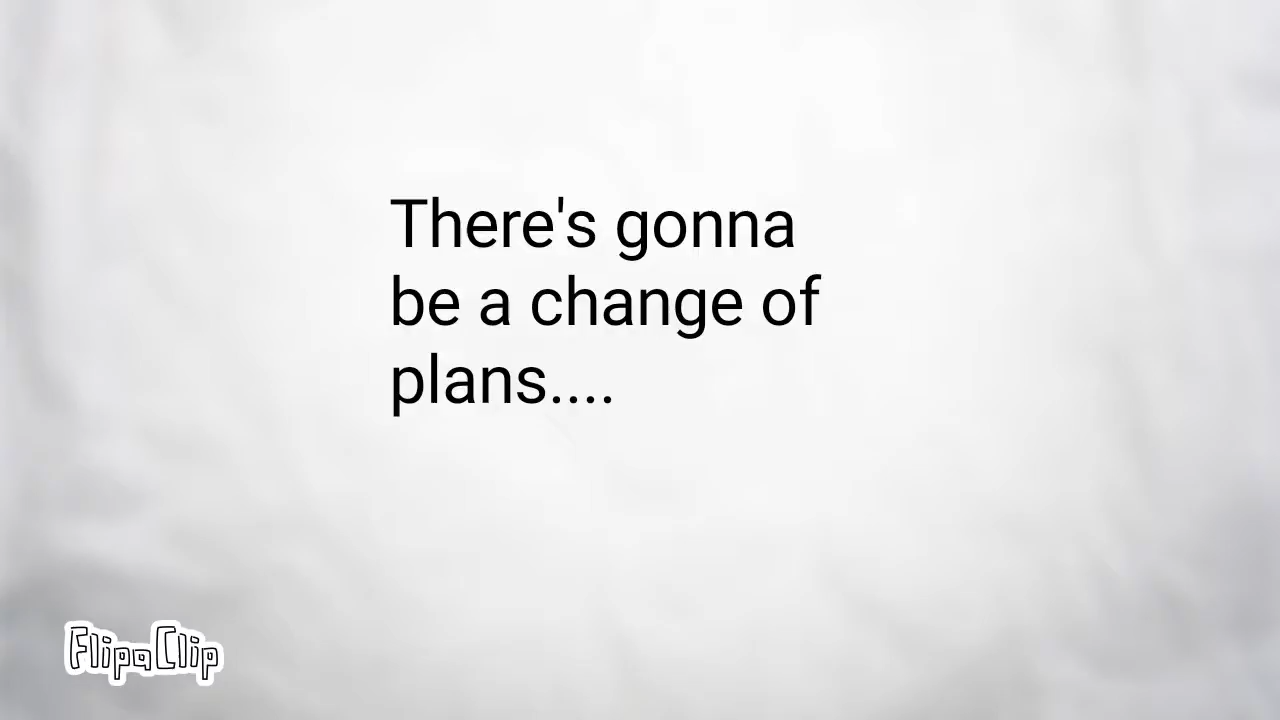 There's gonna
be a change of
plans....
FlipaClip